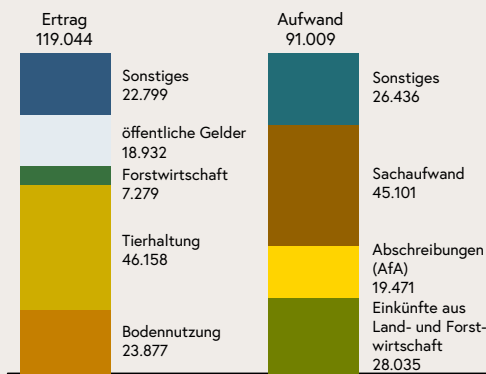 Ertrag
119.044
Sonstiges
22.799
öffentliche Gelder
18.932
Forstwirtschaft
7.279
Tierhaltung
46.158
Bodennutzung
23.877
Aufwand
91.009
Sonstiges
26.436
Sachaufwand
45.101
Abschreibungen
(AfA)
19.471
Einkünfte aus
Land- und Forst-
wirtschaft
28.035